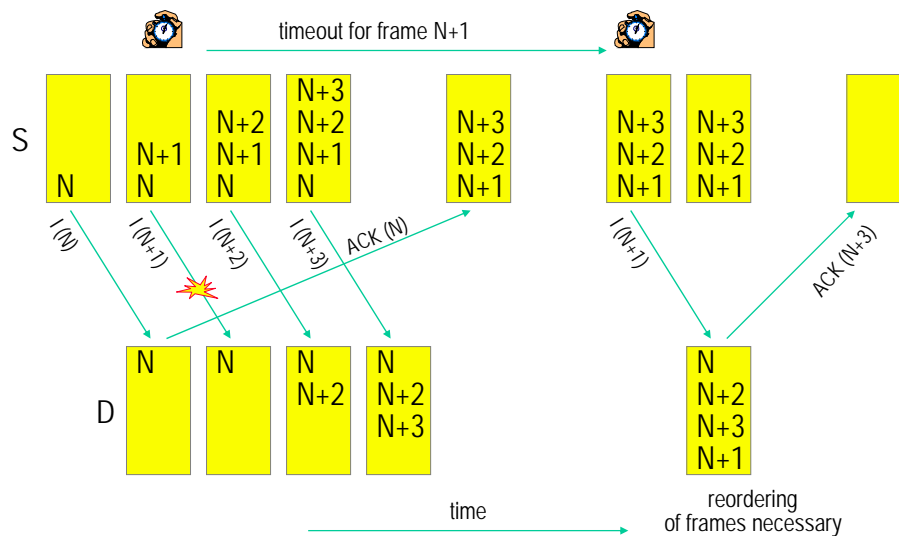 timeout for frame N+1
S
N
N+1
N
N+2
N+1
N
N+3
N+2
N+1
N
N+3
N+2
N+1
N+3
N+2
N+1
N+3
N+2
N+1
I (N)
I (N+1)
I (N+2)
I (N+3)
ACK (N)
I (N+1)
ACK (N+3)
D
N
N
N
N+2
N
N+2
N+3
N
N+2
N+3
N+1
time
reordering
of frames necessary